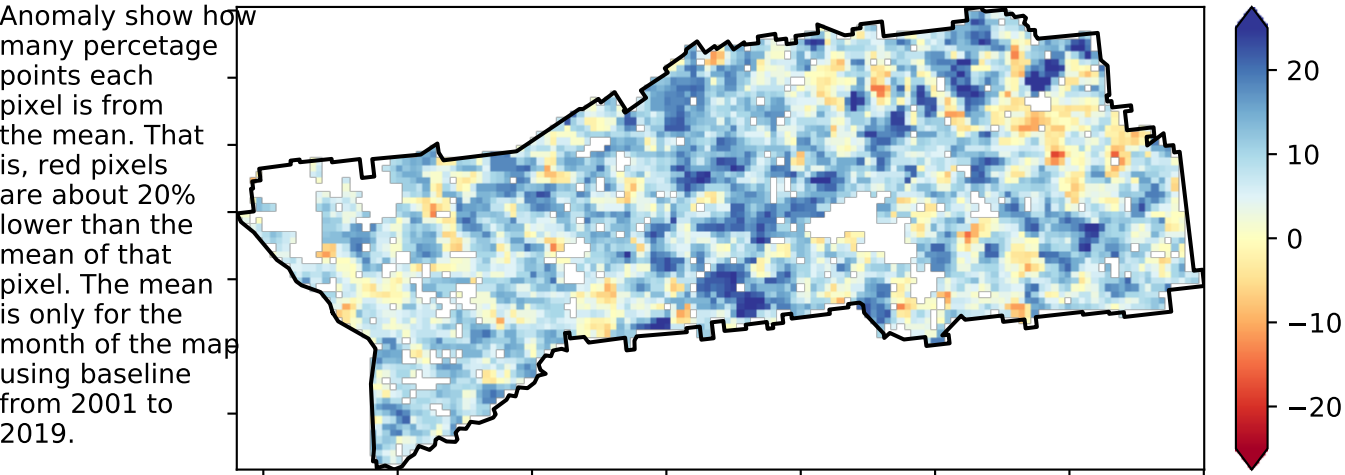 Anomaly show how
many percetage
points each
pixel is from
the mean. That
is, red pixels
are about 20%
lower than the
mean of that
pixel. The mean
is only for the
month of the map
using baseline
from 2001 to
2019.
20
10
0
−10
−20